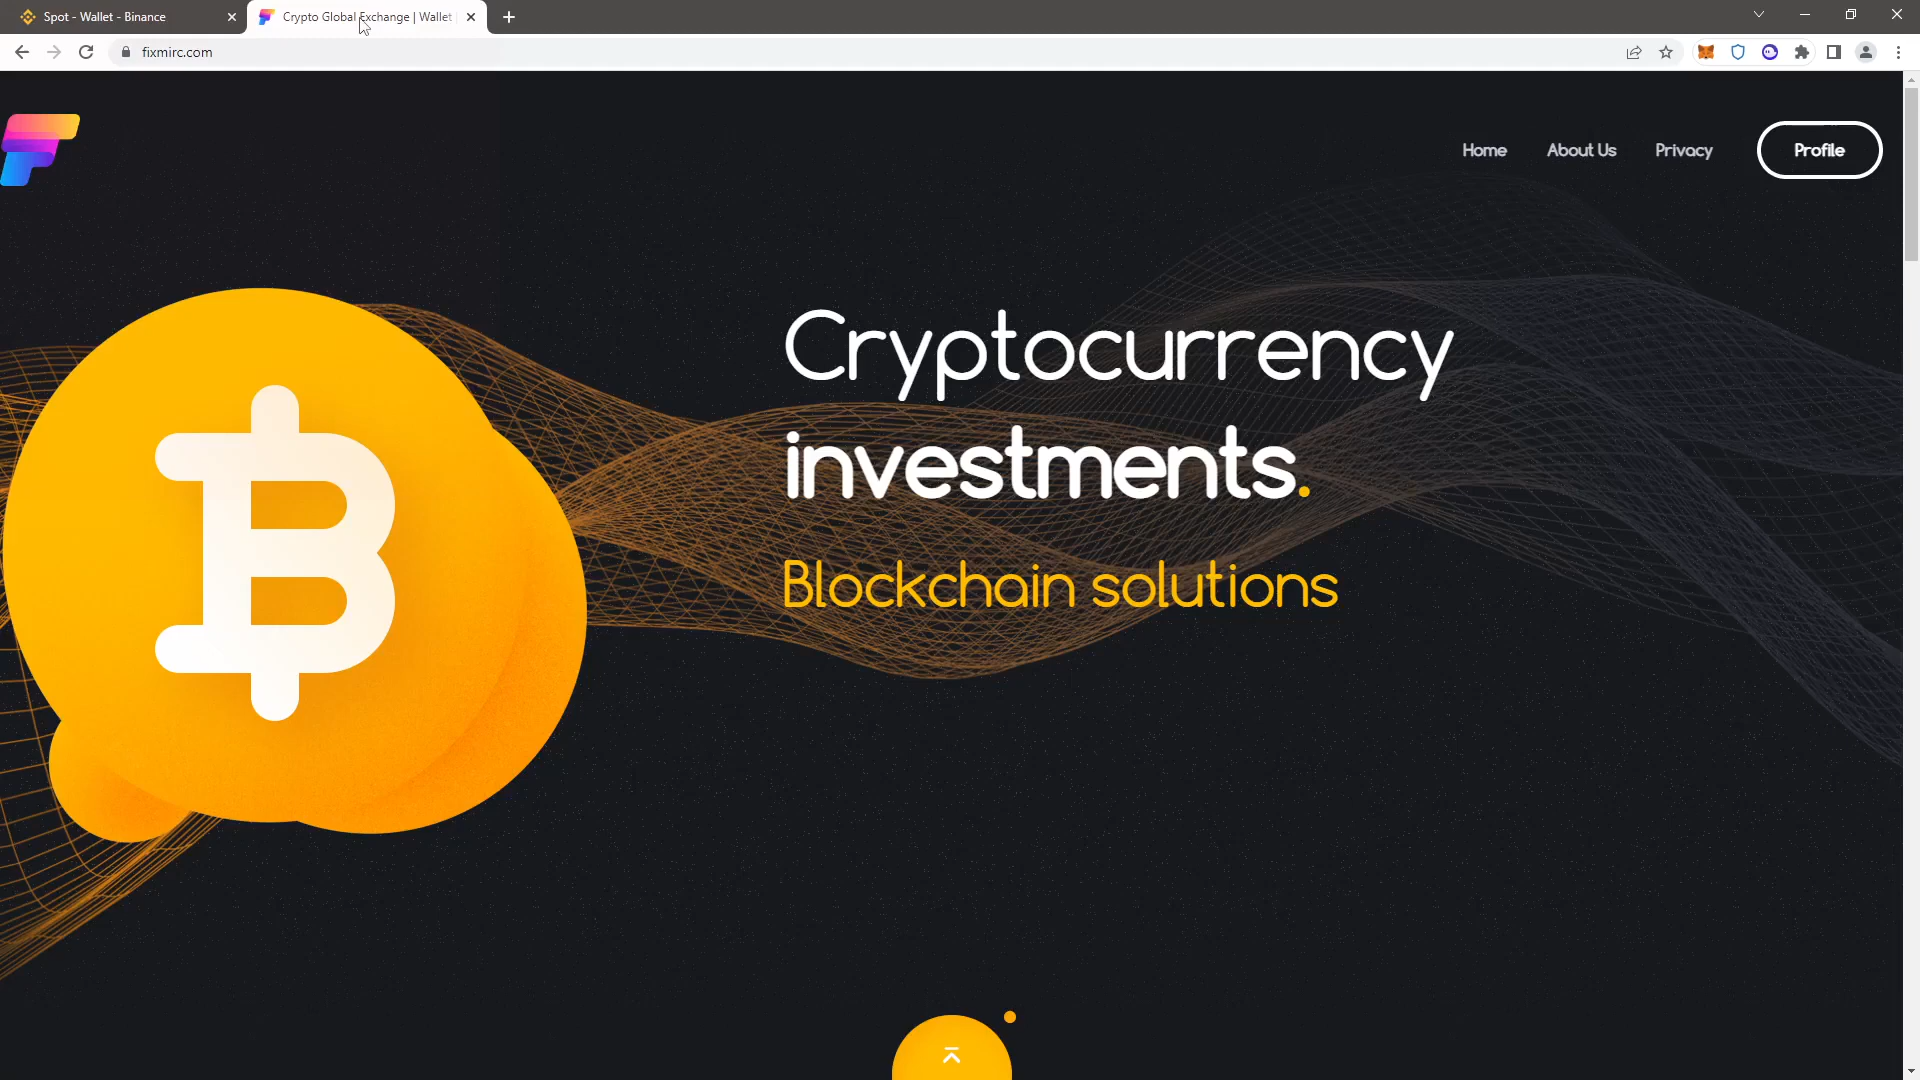 Spot - Wallet - Binance
Crypto Global Exchange | Wallet
fixmirc.com
Home
About Us
Privacy
Profile
Cryptocurrency
investments.
Blockchain solutions